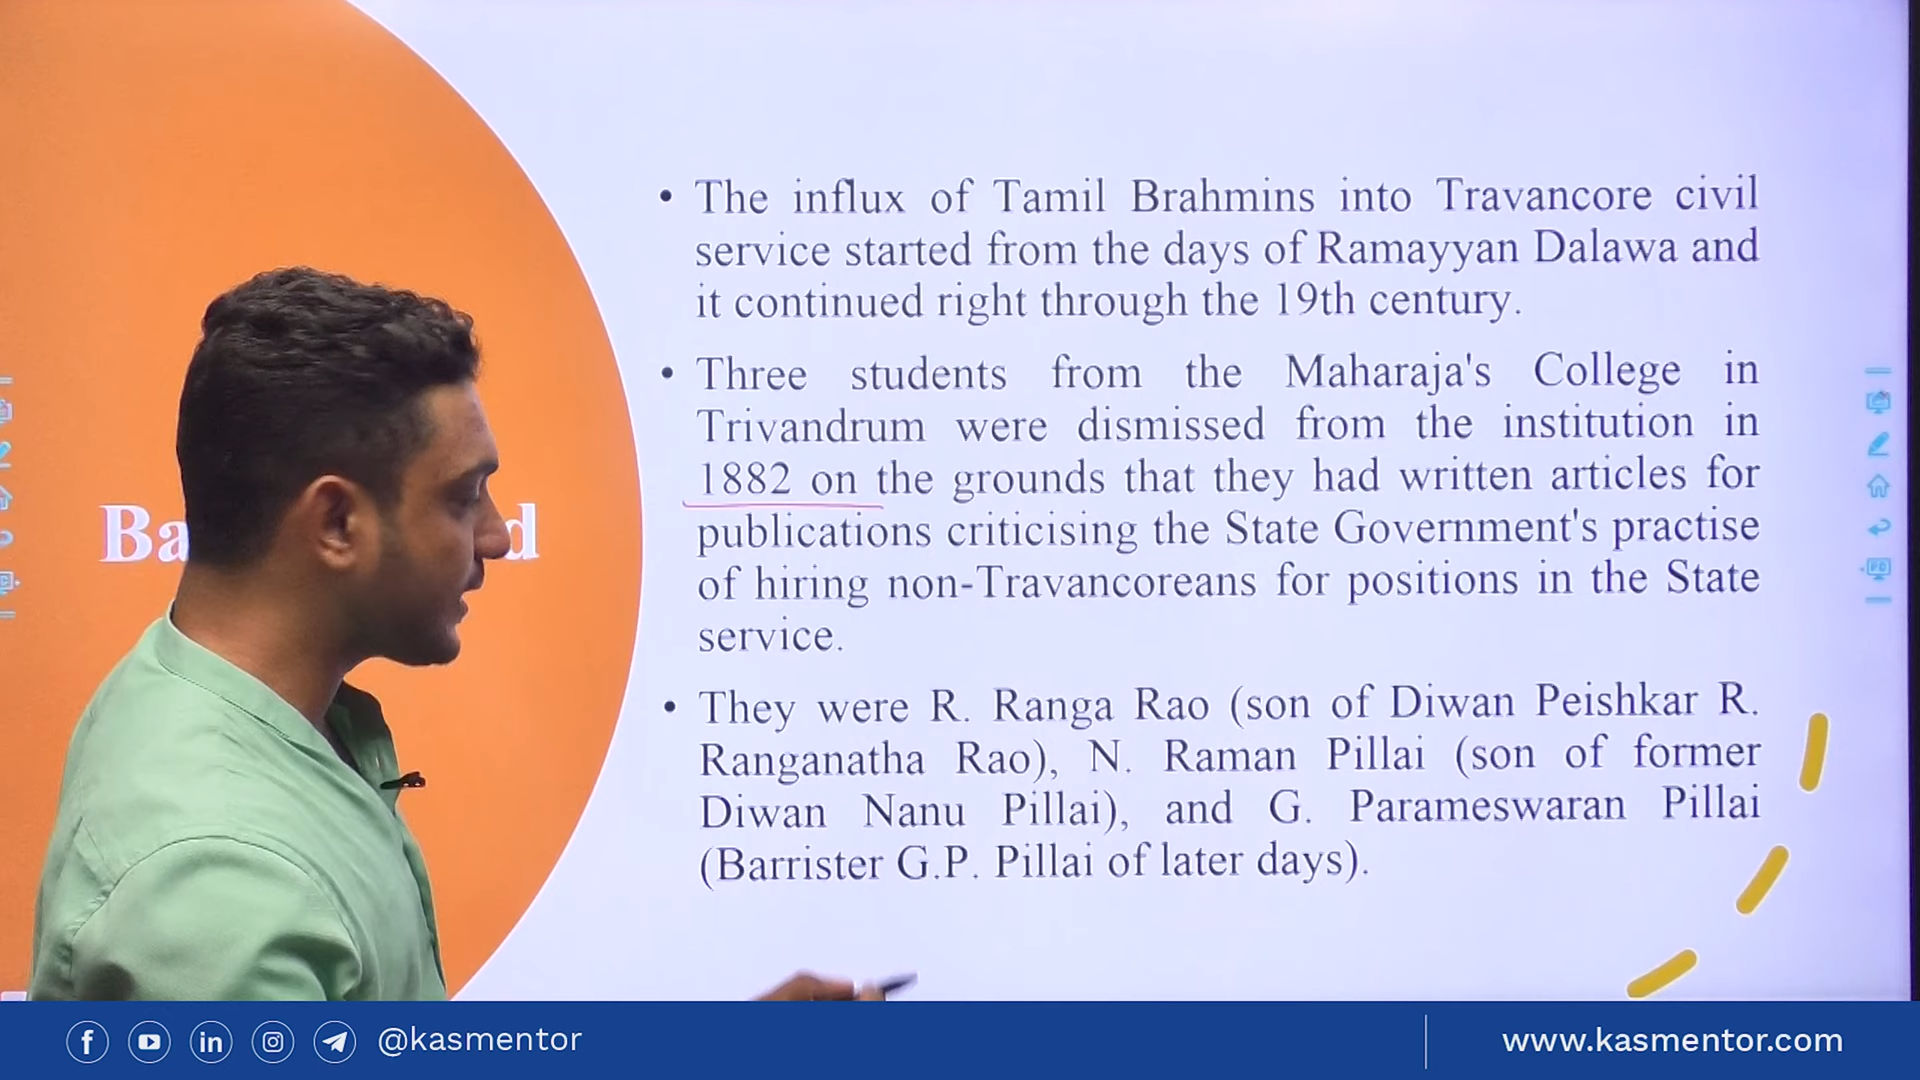 • The influx of Tamil Brahmins into Travancore civil
service started from the days of Ramayyan Dalawa and
it continued right through the 19th century.
• Three students from the Maharaja's College in
Trivandrum were dismissed from the institution in
1882 on the grounds that they had written articles for
publications criticising the State Government's practise
of hiring non-Travancoreans for positions in the State
service.
• They were R. Ranga Rao (son of Diwan Peishkar R.
Ranganatha Rao), N. Raman Pillai (son of former
Diwan Nanu Pillai), and G. Parameswaran Pillai
(Barrister G.P. Pillai of later days).
@kasmentor
www.kasmentor.com